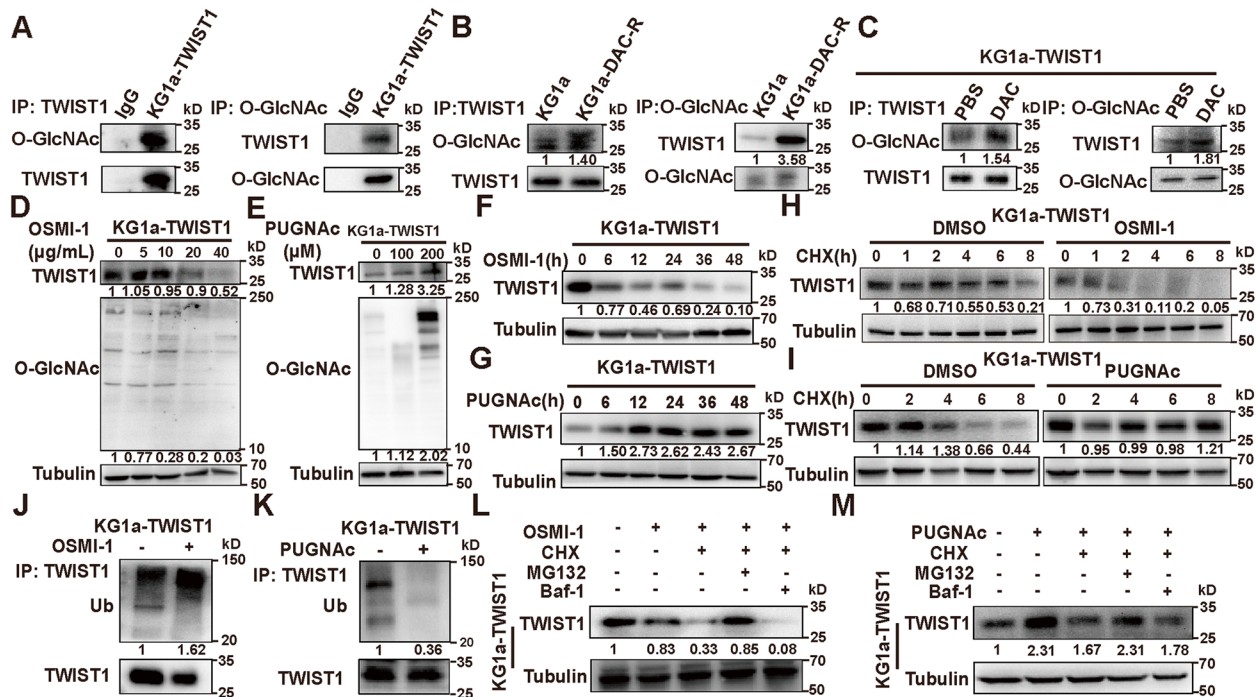 A
IgG
KG1a-TWIST1
IP: TWIST1
kD
O-GlcNAc
35
25
TWIST1
35
25
IgG
KG1a-TWIST1
IP: O-GlcNAc
kD
TWIST1
35
25
O-GlcNAc
35
25
B
KG1a
KG1a-DAC-R
IP:TWIST1
kD
O-GlcNAc
35
25
1 1.40
TWIST1
35
25
KG1a
KG1a-DAC-R
IP:O-GlcNAc
kD
TWIST1
35
25
1 3.58
O-GlcNAc
35
25
C
KG1a-TWIST1
PBS
DAC
IP: TWIST1
kD
O-GlcNAc
35
25
1 1.54
TWIST1
35
25
PBS
DAC
IP: O-GlcNAc
kD
TWIST1
35
25
1 1.81
O-GlcNAc
35
25
D
OSMI-1
KG1a-TWIST1
(μg/mL)
0 5 10 20 40
kD
TWIST1
35
25
1 1.05 0.95 0.9 0.52
250
O-GlcNAc
10
1 0.77 0.28 0.2 0.03
Tubulin
70
50
E
PUGNAc
KG1a-TWIST1
(μM)
0 100 200
kD
TWIST1
35
25
1 1.28 3.25
250
O-GlcNAc
10
1 1.12 2.02
Tubulin
70
50
F
KG1a-TWIST1
OSMI-1(h) 0 6 12 24 36 48
kD
TWIST1
35
25
1 0.77 0.46 0.69 0.24 0.10
Tubulin
70
50
G
KG1a-TWIST1
PUGNAc(h) 0 6 12 24 36 48
kD
TWIST1
35
25
1 1.50 2.73 2.62 2.43 2.67
Tubulin
70
50
H
KG1a-TWIST1
DMSO OSMI-1
CHX(h) 0 1 2 4 6 8 0 1 2 4 6 8
kD
TWIST1
35
25
1 0.68 0.71 0.55 0.53 0.21 1 0.73 0.31 0.11 0.2 0.05
Tubulin
70
50
I
KG1a-TWIST1
DMSO PUGNAc
CHX(h) 0 2 4 6 8 0 2 4 6 8
kD
TWIST1
35
25
1 1.14 1.38 0.66 0.44 1 0.95 0.99 0.98 1.21
Tubulin
70
50
J
KG1a-TWIST1
OSMI-1 - +
kD
150
IP: TWIST1
Ub
20
1 1.62
TWIST1
35
25
K
KG1a-TWIST1
PUGNAc - +
kD
150
IP: TWIST1
Ub
20
1 0.36
TWIST1
35
25
L
OSMI-1 - + + + +
CHX - - + + +
MG132 - - - + -
Baf-1 - - - - +
kD
KG1a-TWIST1
TWIST1
35
25
1 0.83 0.33 0.85 0.08
Tubulin
70
50
M
PUGNAc - + + + +
CHX - - + + +
MG132 - - - + -
Baf-1 - - - - +
kD
KG1a-TWIST1
TWIST1
35
25
1 2.31 1.67 2.31 1.78
Tubulin
70
50